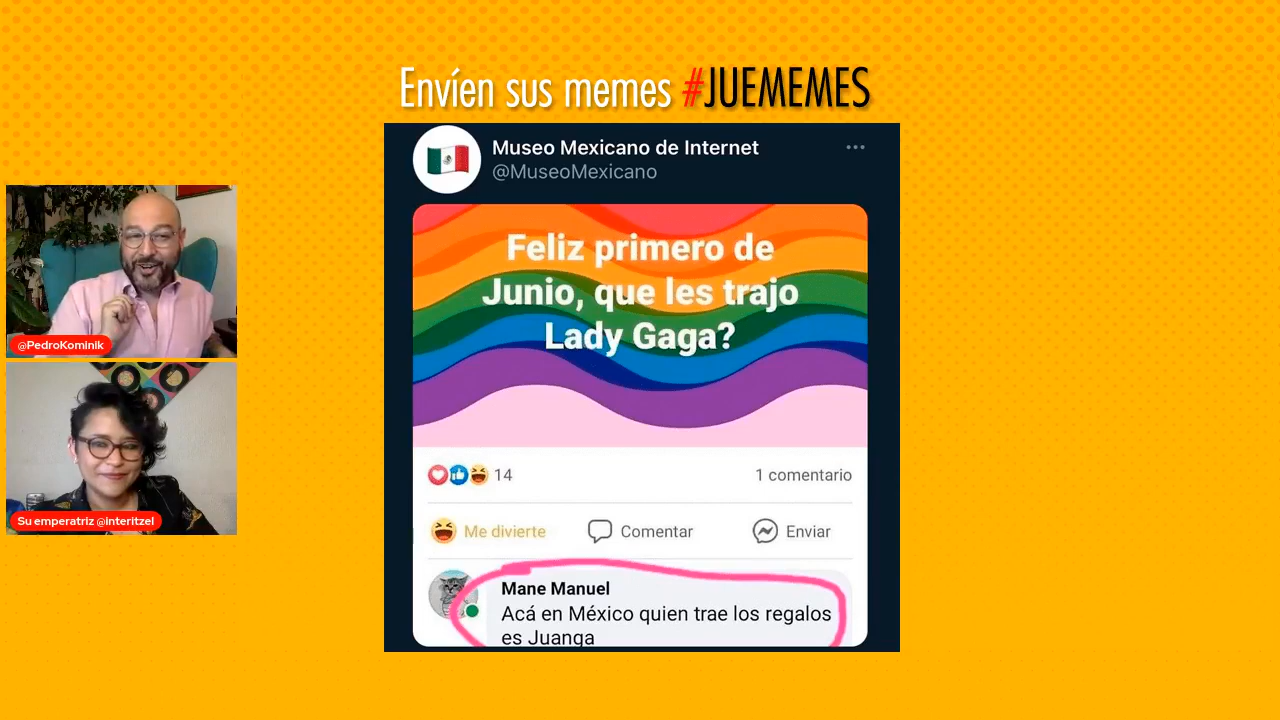 Envíen sus memes #JUEMEMES
Museo Mexicano de Internet
@MuseoMexicano
Feliz primero de
Junio, que les trajo
Lady Gaga?
14
1 comentario
Me divierte
Comentar
Enviar
Mane Manuel
Acá en México quien trae los regalos
es Juanga
@PedroKominik
Su emperatriz @interitzel